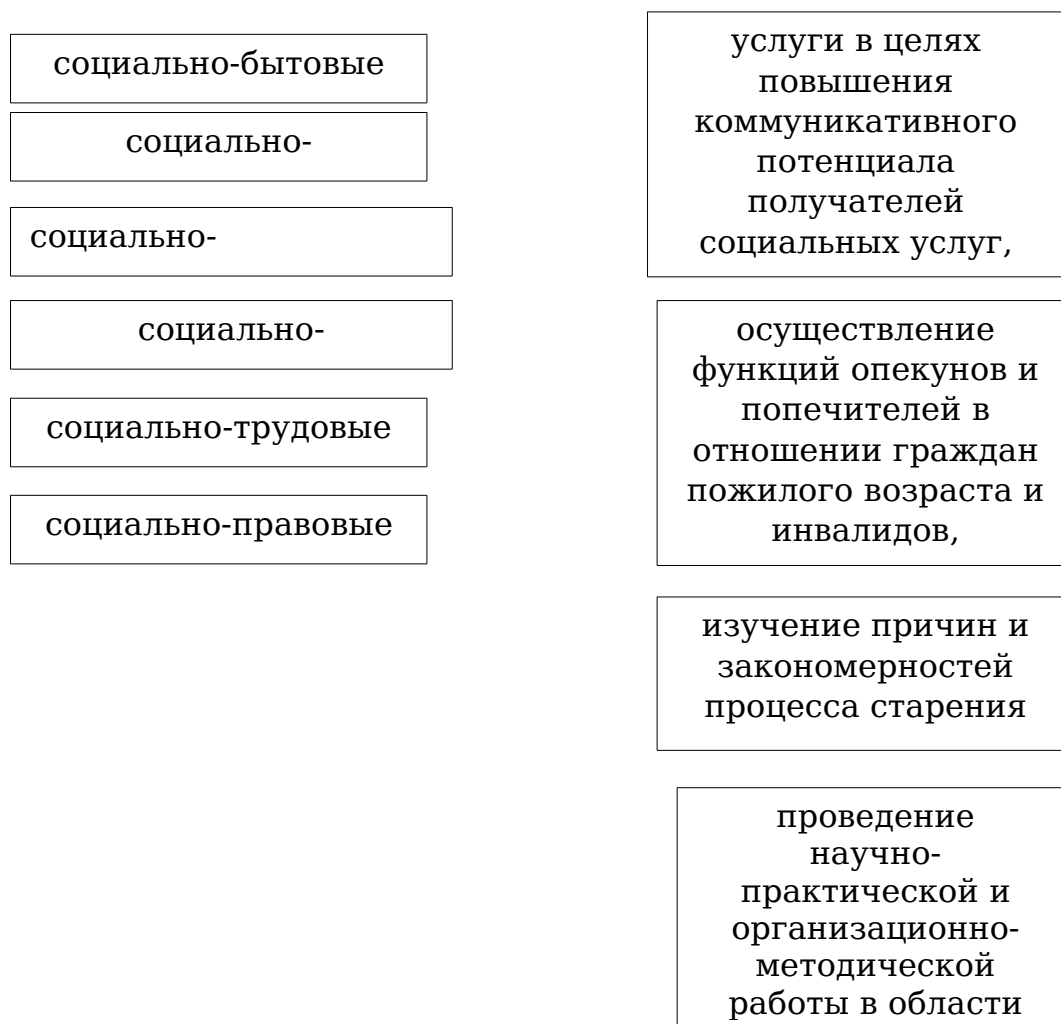 социально-бытовые
социально-
социально-
социально-
социально-трудовые
социально-правовые
услуги в целях
повышения
коммуникативного
потенциала
получателей
социальных услуг,
осуществление
функций опекунов и
попечителей в
отношении граждан
пожилого возраста и
инвалидов,
изучение причин и
закономерностей
процесса старения
проведение
научно-
практической и
организационно-
методической
работы в области